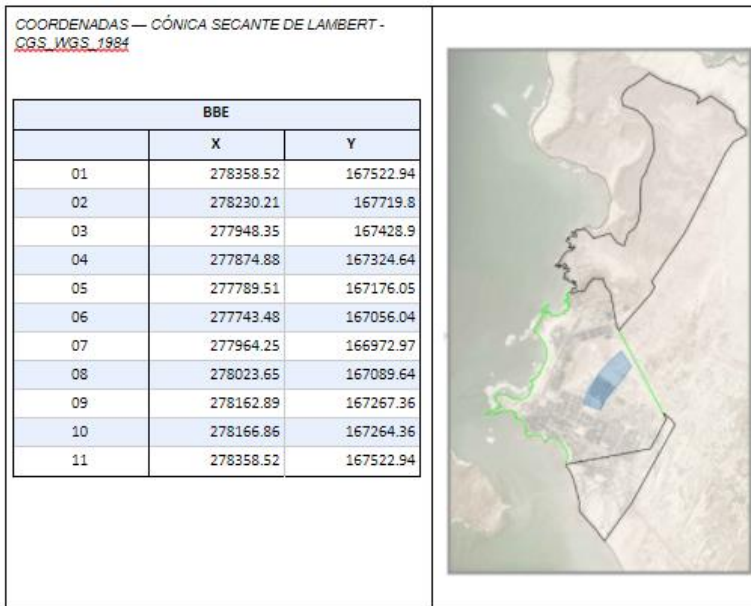 COORDENADAS — CÓNICA SECANTE DE LAMBERT -
CGS_WGS_1984
BBE
X Y
01 278358.52 167522.94
02 278230.21 167719.8
03 277948.35 167428.9
04 277874.88 167324.64
05 277789.51 167176.05
06 277743.48 167056.04
07 277964.25 166972.97
08 278023.65 167089.64
09 278162.89 167267.36
10 278166.86 167264.36
11 278358.52 167522.94